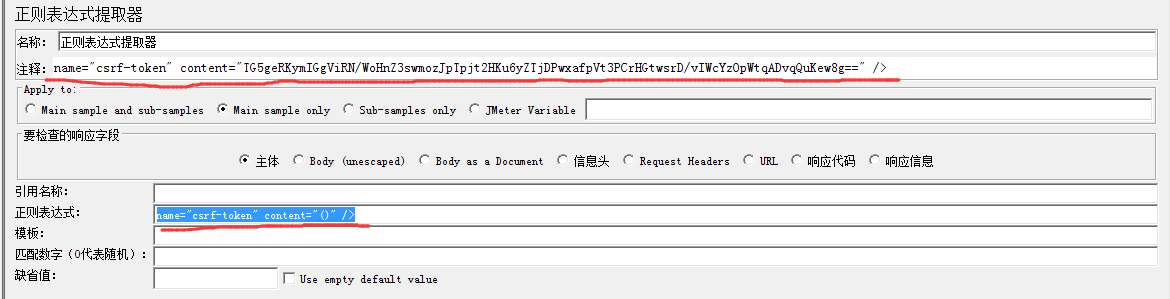 正则表达式提取器
名称： 正则表达式提取器
注释： name="csrf-token" content="IG5geRKymIGgViRN/WoHnZ3swmozJpIpjt2HKu6yZIjDPwxafpVt3PCrHGtwsrD/vIWcYzOpWtqADvqQuKew8g==" />
Apply to:
Main sample and sub-samples Main sample only Sub-samples only JMeter Variable
要检查的响应字段
主体 Body (unescaped) Body as a Document 信息头 Request Headers URL 响应代码 响应信息
引用名称：
正则表达式： name="csrf-token" content="()" />
模板：
匹配数字（0代表随机）：
缺省值： Use empty default value